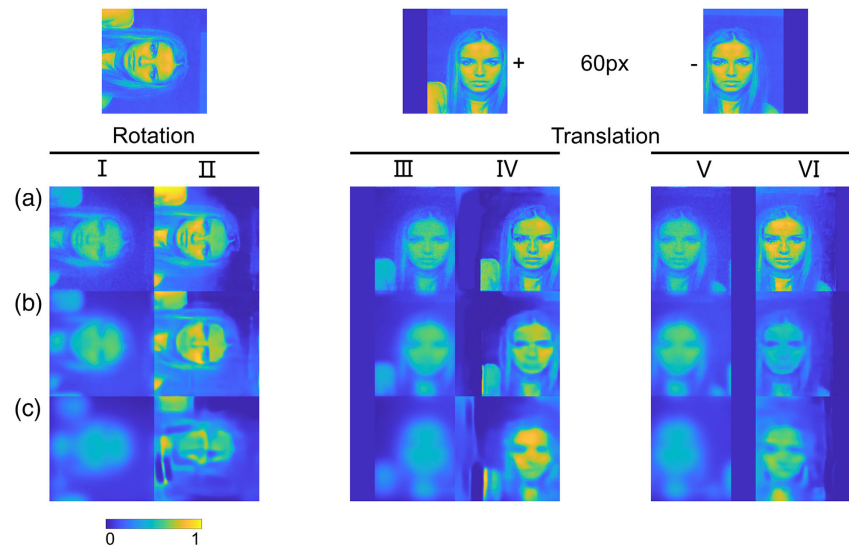 + 60px -
Rotation Translation
Ⅰ Ⅱ Ⅲ Ⅳ Ⅴ Ⅵ
(a)
(b)
(c)
0 1